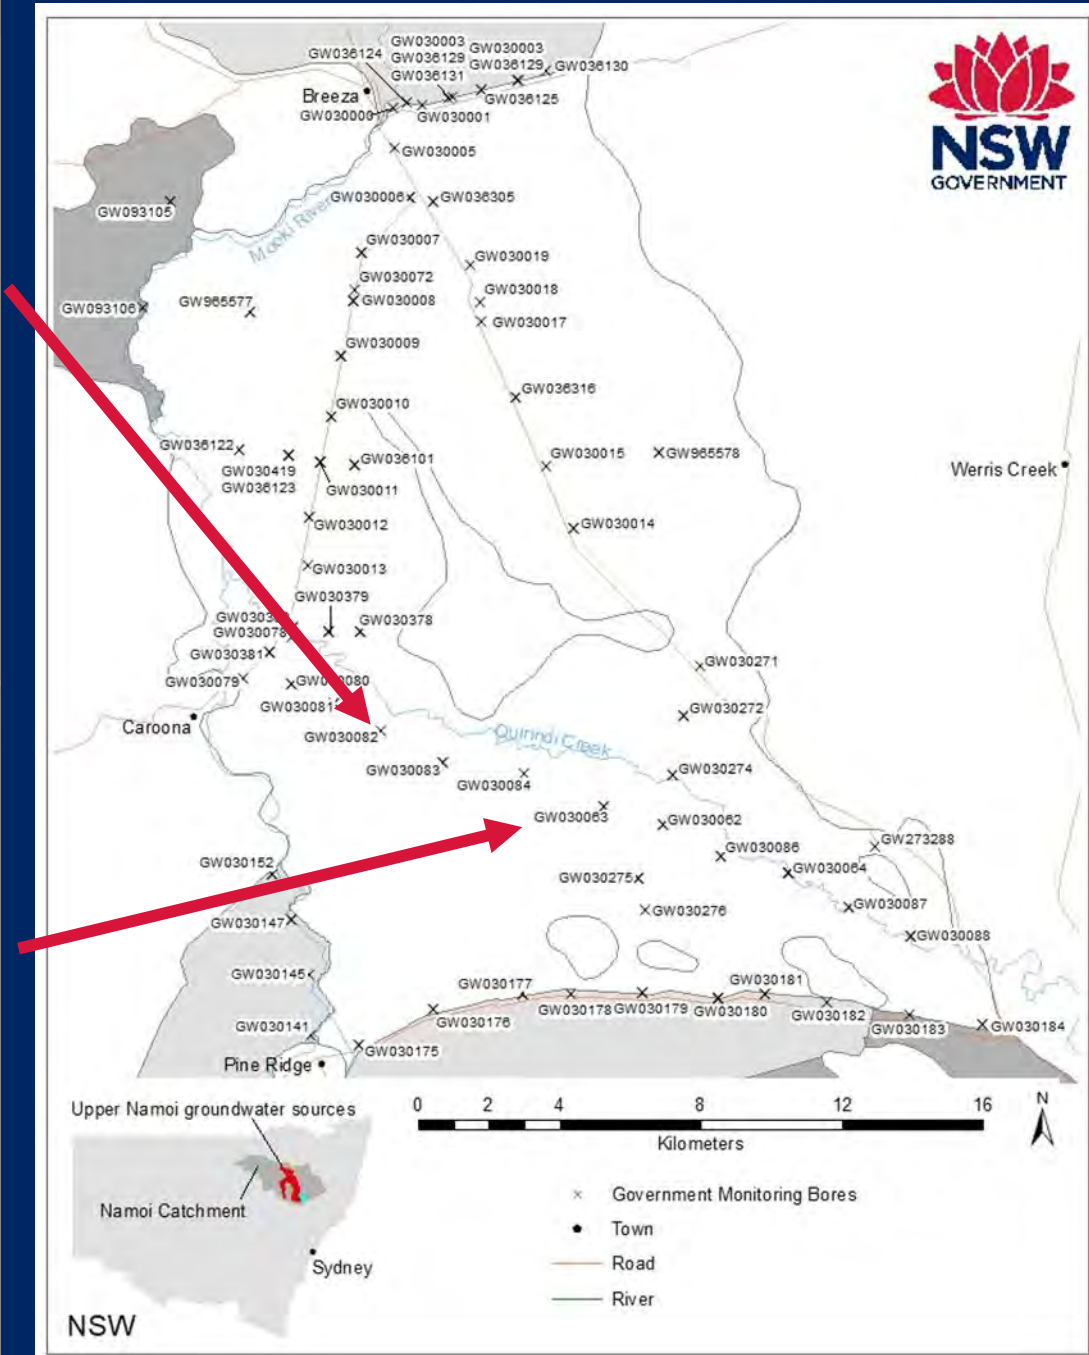 GW036124
GW030003
GW036129
GW036131
GW030003
GW036129
GW036130
Breeza
GW030000
GW030001
GW036125
NSW
GOVERNMENT
GW030005
GW093105
GW030006
GW036305
Mooki River
GW030007
GW030019
GW030072
GW093106
GW965577
GW030008
GW030018
GW030017
GW030009
GW036316
GW030010
GW036122
GW030419
GW036123
GW036101
GW030011
GW030015
GW965578
Werris Creek
GW030012
GW030014
GW030013
GW030379
GW030078
GW030378
GW030381
GW030271
GW030079
GW030081
GW030272
Caroona
GW030082
Quirindi Creek
GW030083
GW030084
GW030274
GW030063
GW030062
GW273288
GW030152
GW030086
GW030064
GW030275
GW030087
GW030147
GW030276
GW030088
GW030145
GW030177
GW030181
GW030141
GW030176
GW030178
GW030179
GW030180
GW030182
GW030183
GW030184
GW030175
Pine Ridge
Upper Namoi groundwater sources
0 2 4 8 12 16
N
Kilometers
Namoi Catchment
Sydney
NSW
Government Monitoring Bores
Town
Road
River